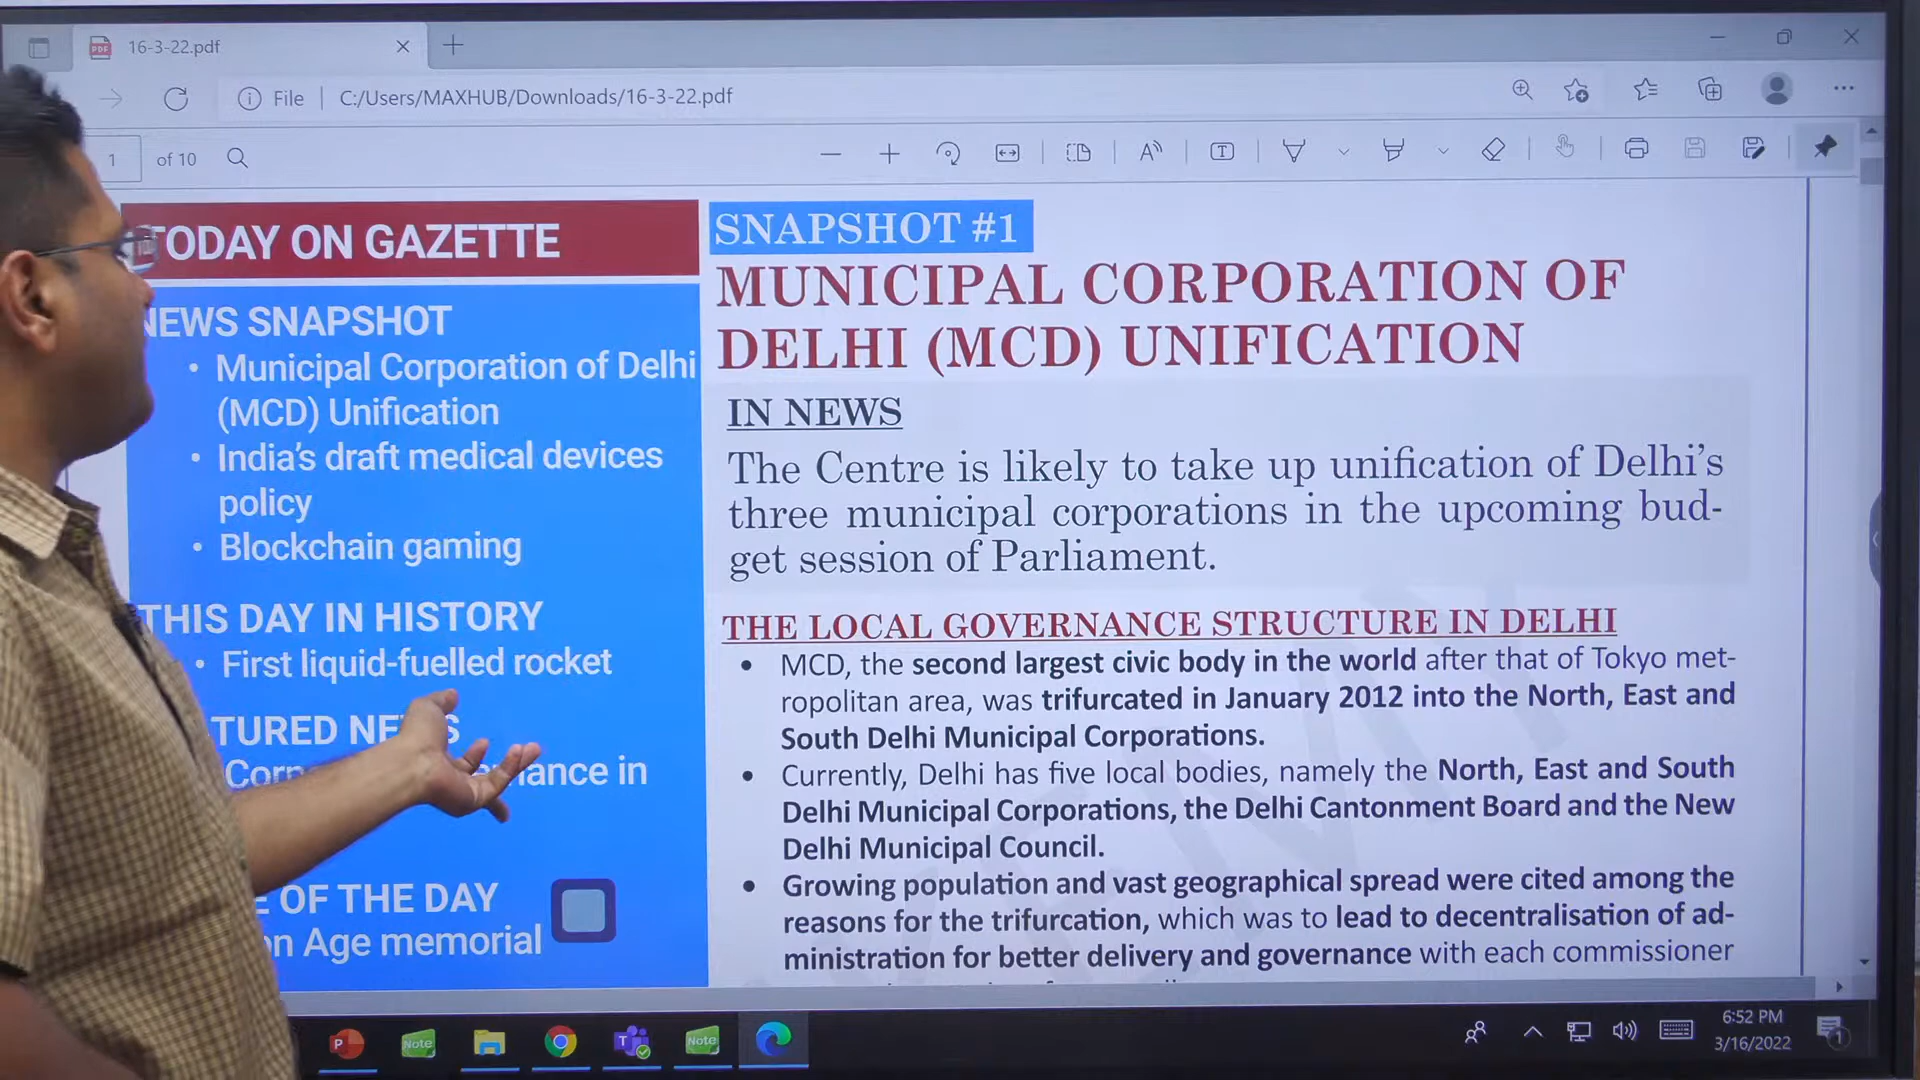 16-3-22.pdf
File
C:/Users/MAXHUB/Downloads/16-3-22.pdf
1 of 10
TODAY ON GAZETTE
NEWS SNAPSHOT
• Municipal Corporation of Delhi
(MCD) Unification
• India's draft medical devices
policy
• Blockchain gaming
THIS DAY IN HISTORY
• First liquid-fuelled rocket
in
OF THE DAY
Age memorial
SNAPSHOT #1
MUNICIPAL CORPORATION OF
DELHI (MCD) UNIFICATION
IN NEWS
The Centre is likely to take up unification of Delhi's
three municipal corporations in the upcoming bud-
get session of Parliament.
THE LOCAL GOVERNANCE STRUCTURE IN DELHI
• MCD, the second largest civic body in the world after that of Tokyo met-
ropolitan area, was trifurcated in January 2012 into the North, East and
South Delhi Municipal Corporations.
• Currently, Delhi has five local bodies, namely the North, East and South
Delhi Municipal Corporations, the Delhi Cantonment Board and the New
Delhi Municipal Council.
• Growing population and vast geographical spread were cited among the
reasons for the trifurcation, which was to lead to decentralisation of ad-
ministration for better delivery and governance with each commissioner
Note
Note
6:52 PM
3/16/2022
1